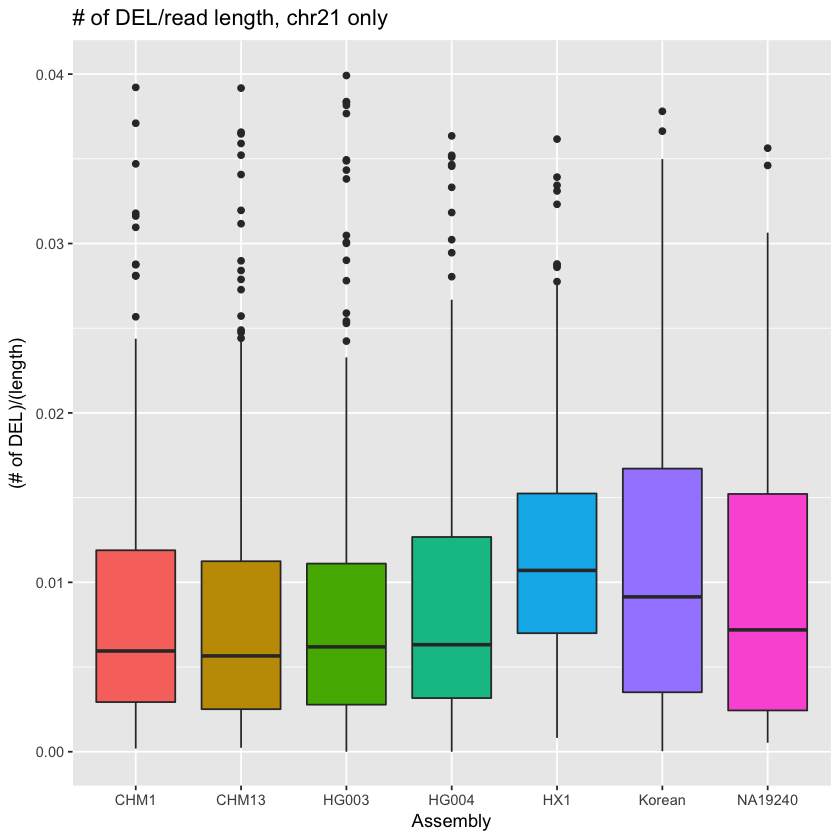 # of DEL/read length, chr21 only
(# of DEL)/(length)
0.04
0.03
0.02
0.01
0.00
CHM1 CHM13 HG003 HG004 HX1 Korean NA19240
Assembly